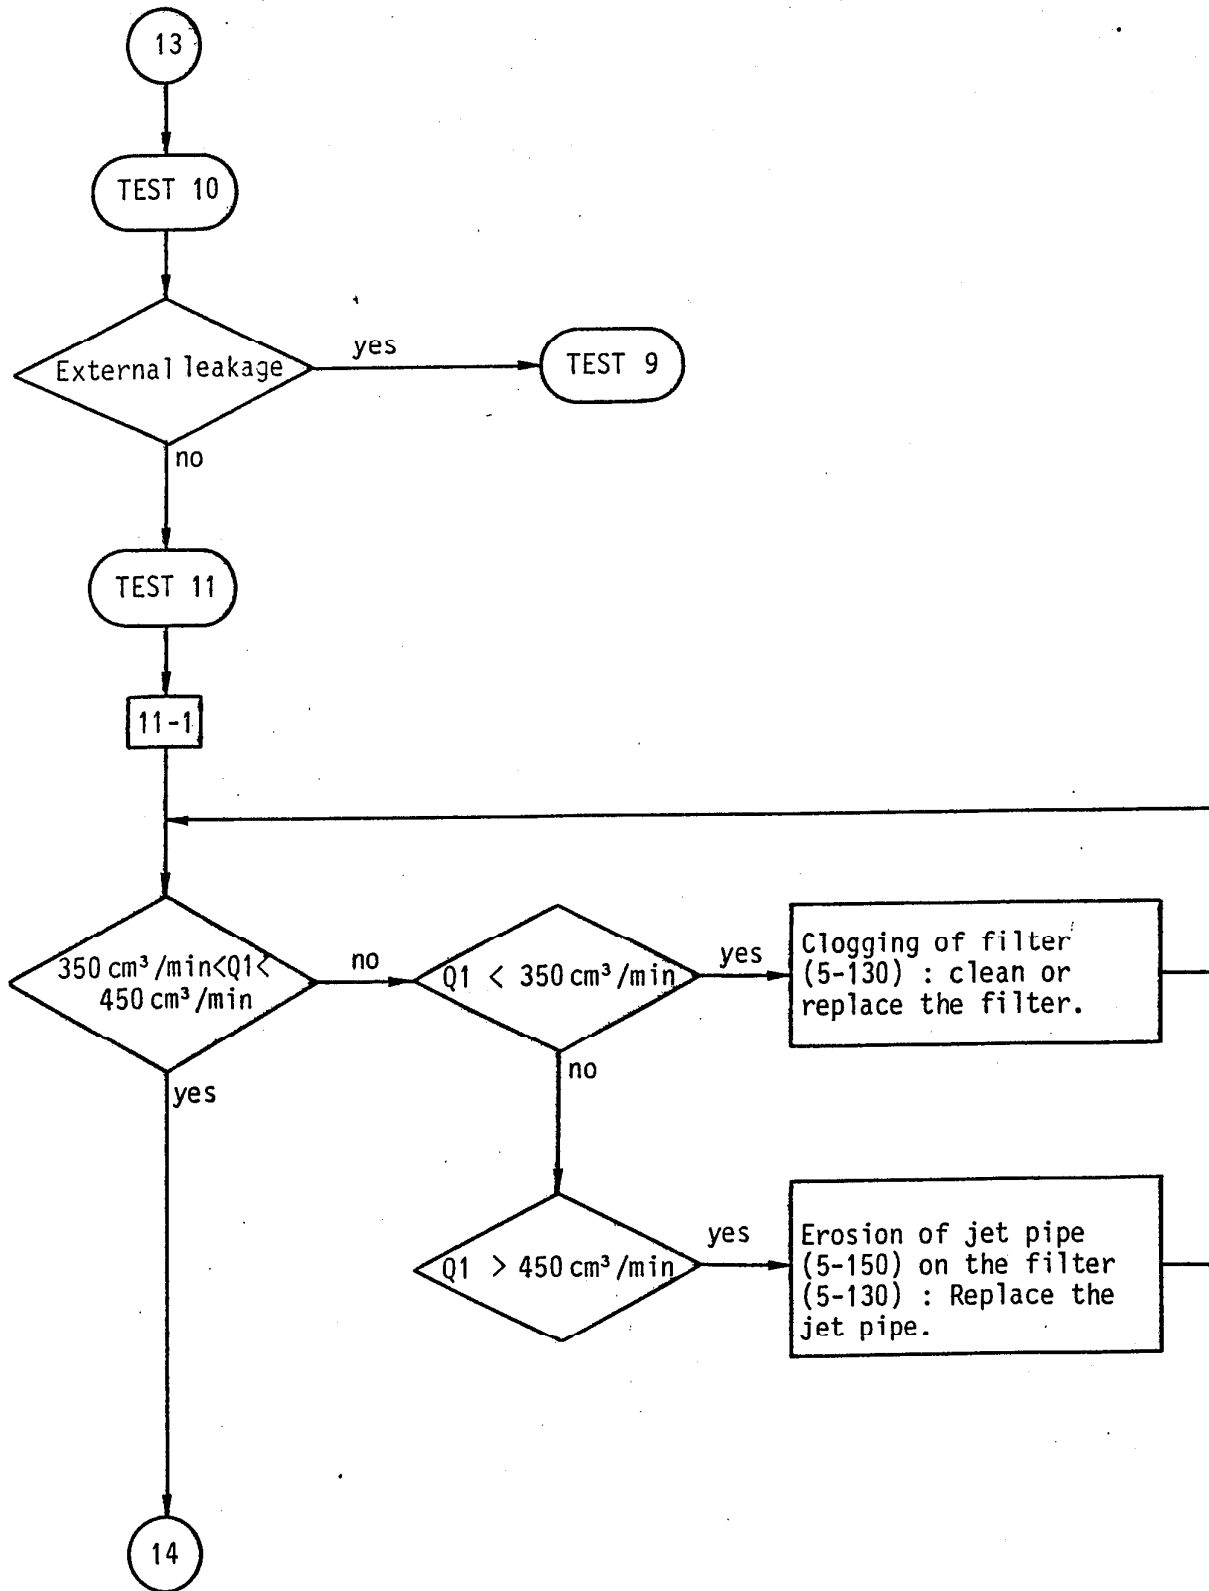 13
TEST 10
External leakage
yes
TEST 9
no
TEST 11
11-1
350 cm³/min<Q1<
450 cm³/min
no
Q1 < 350 cm³/min
yes
Clogging of filter
(5-130) : clean or
replace the filter.
yes
no
Q1 > 450 cm³/min
yes
Erosion of jet pipe
(5-150) on the filter
(5-130) : Replace the
jet pipe.
14